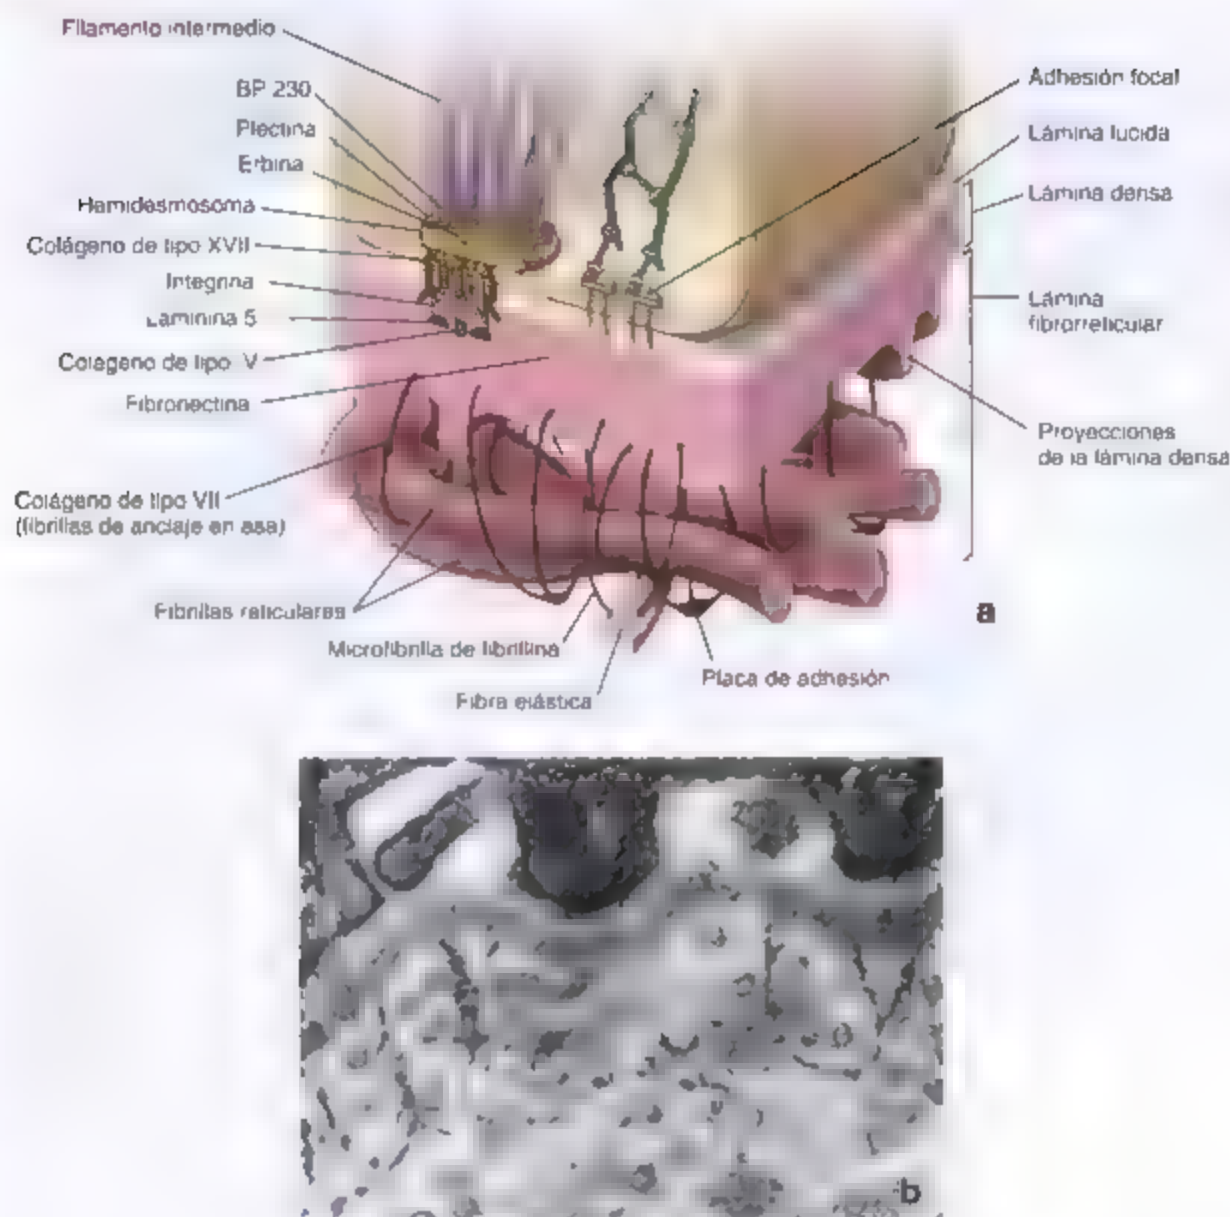 Filamento intermedio
BP 230
Plectina
Erbina
Hemidesmosoma
Colágeno de tipo XVII
Integrina
Laminina 5
Colágeno de tipo V
Fibronectina
Colágeno de tipo VII
(fibrillas de anclaje en asa)
Fibrillas reticulares
Microfibrilla de fibrilina
Fibra elástica
Placa de adhesión
Adhesión focal
Lámina lucida
Lámina densa
Lámina
fibrorreticular
Proyecciones
de la lámina densa
a
b